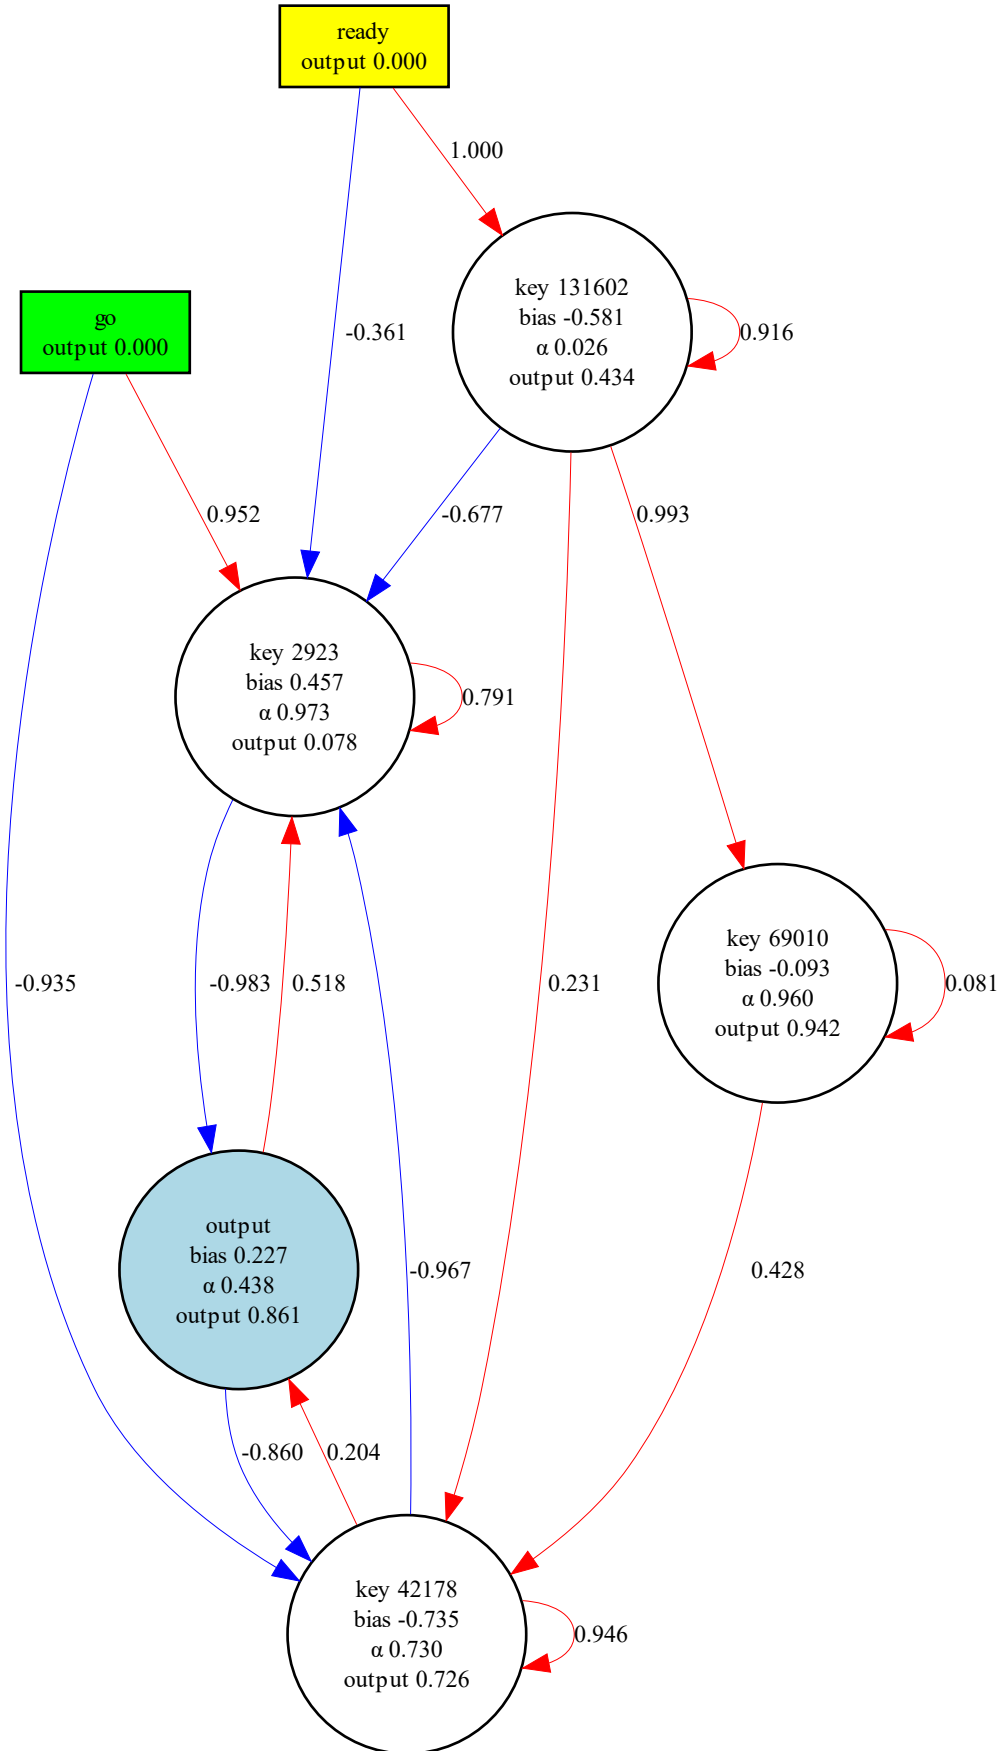 ready
output 0.000
1.000
key 131602
bias -0.581
α 0.026
output 0.434
0.916
go
output 0.000
-0.361
0.952
-0.677
0.993
key 2923
bias 0.457
α 0.973
output 0.078
0.791
key 69010
bias -0.093
α 0.960
output 0.942
0.081
-0.935
-0.983
0.518
0.231
output
bias 0.227
α 0.438
output 0.861
-0.967
0.428
-0.860
0.204
key 42178
bias -0.735
α 0.730
output 0.726
0.946